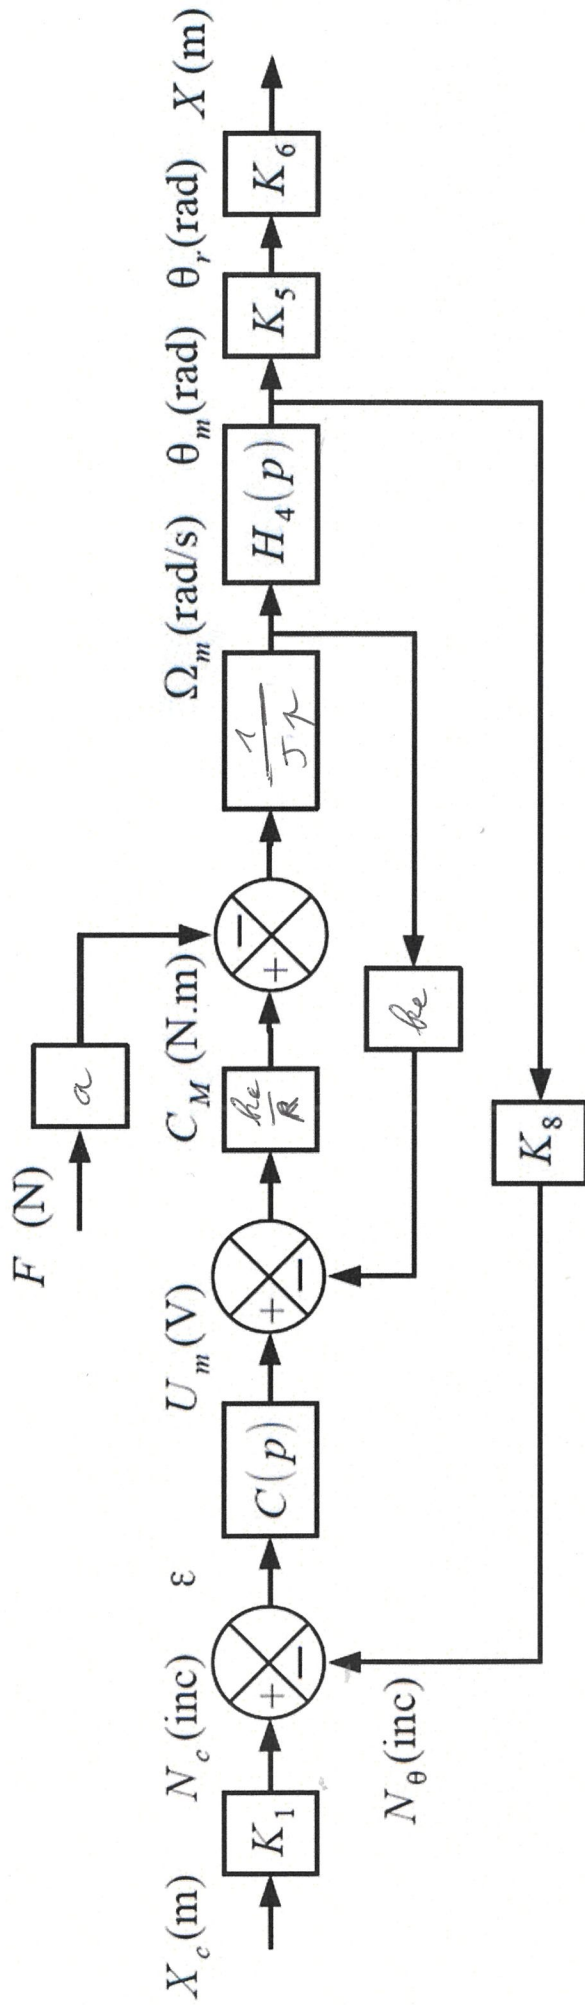 F (N)
a
X_c(m)
K_1
N_c(inc)
ε
C(p)
U_m(V)
ke/R
C_M(N.m)
1/Jp
Ω_m(rad/s)
H_4(p)
θ_m(rad)
K_5
θ_r(rad)
K_6
X(m)
+
−
+
−
+
−
ke
N_θ(inc)
K_8